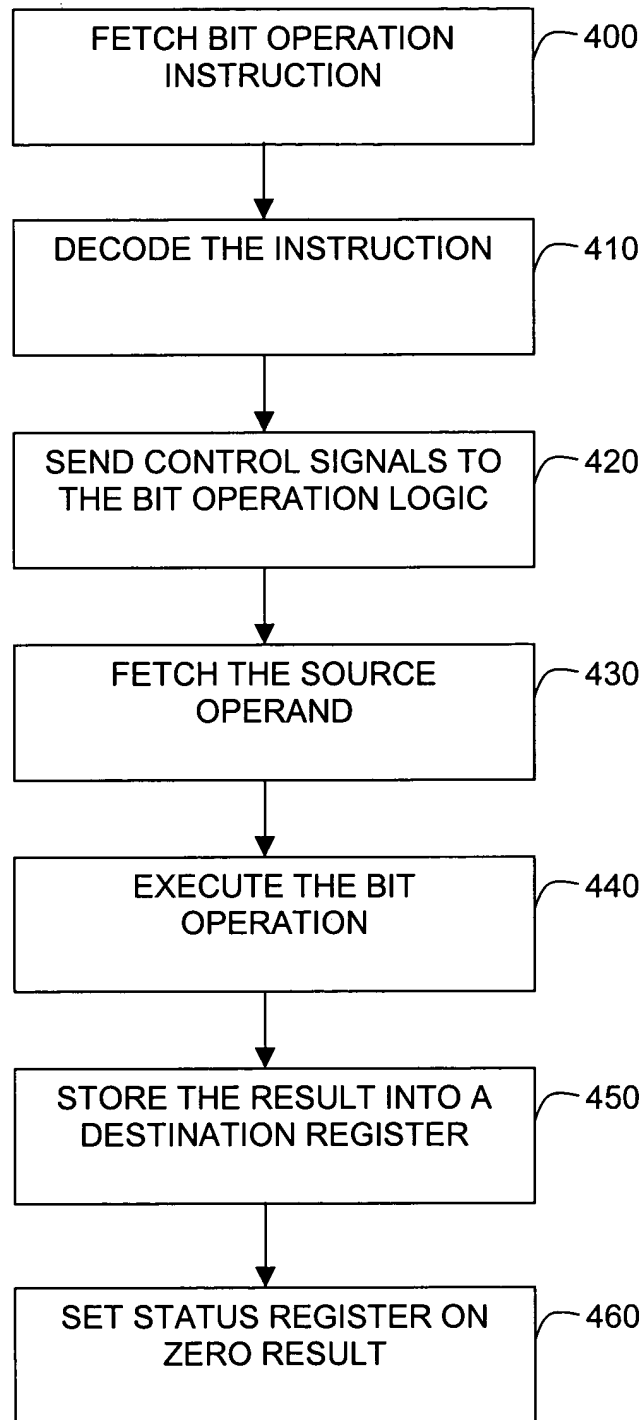 FETCH BIT OPERATION
INSTRUCTION
400
DECODE THE INSTRUCTION
410
SEND CONTROL SIGNALS TO
THE BIT OPERATION LOGIC
420
FETCH THE SOURCE
OPERAND
430
EXECUTE THE BIT
OPERATION
440
STORE THE RESULT INTO A
DESTINATION REGISTER
450
SET STATUS REGISTER ON
ZERO RESULT
460